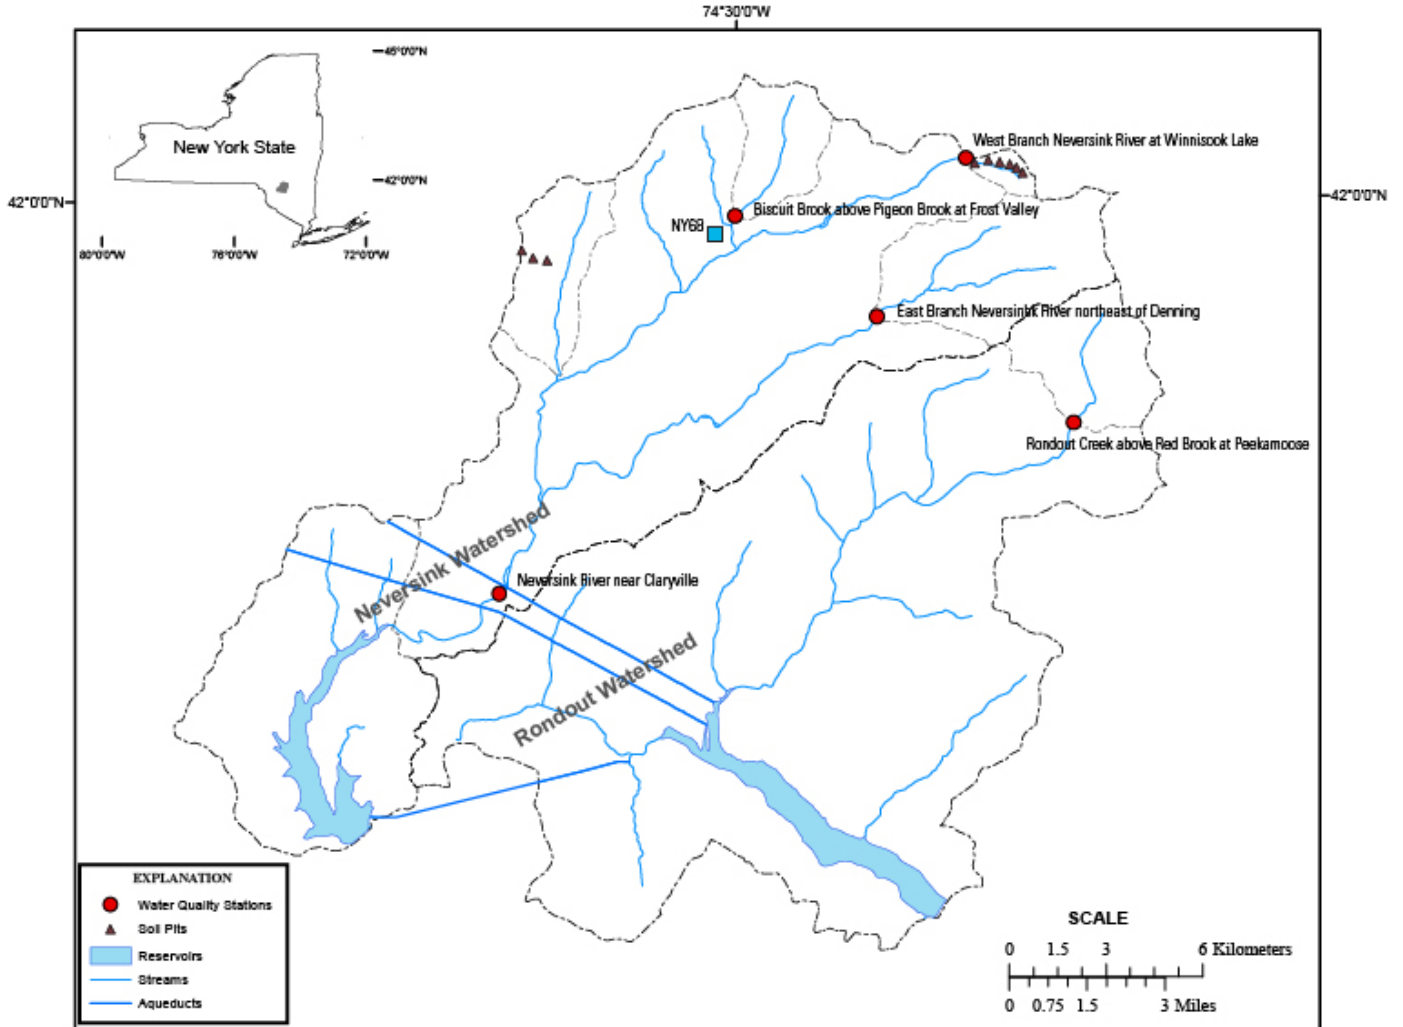 74°30'0"W
45°0'0"N
New York State
42°0'0"N
42°0'0"N
42°0'0"N
80°0'0"W
76°0'0"W
72°0'0"W
West Branch Neversink River at Winnisook Lake
Biscuit Brook above Pigeon Brook at Frost Valley
NY68
East Branch Neversink River northeast of Denning
Rondout Creek above Red Brook at Peekamoose
Neversink Watershed
Neversink River near Claryville
Rondout Watershed
EXPLANATION
Water Quality Stations
Soil Pits
Reservoirs
Streams
Aqueducts
SCALE
0 1.5 3 6 Kilometers
0 0.75 1.5 3 Miles